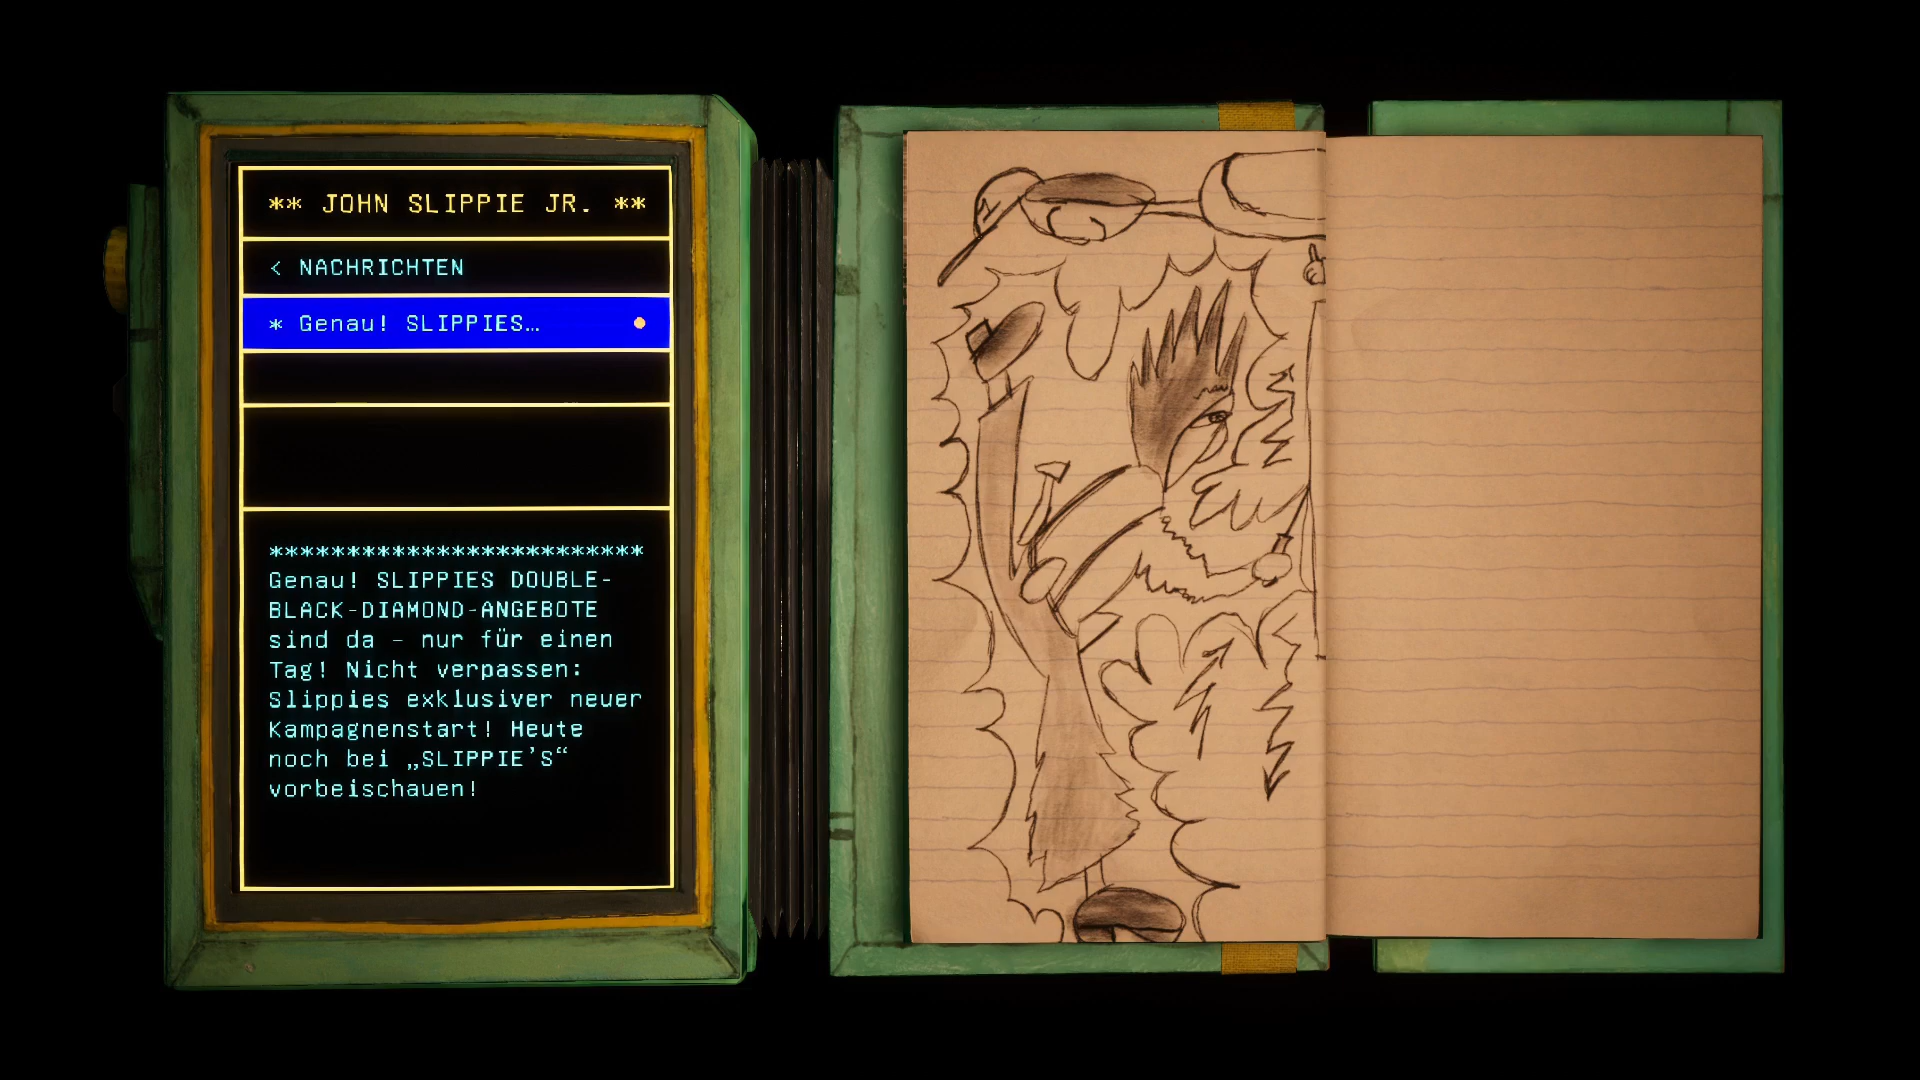 ** JOHN SLIPPIE JR. **
< NACHRICHTEN
* Genau! SLIPPIES…
*************************
Genau! SLIPPIES DOUBLE-
BLACK-DIAMOND-ANGEBOTE
sind da – nur für einen
Tag! Nicht verpassen:
Slippies exklusiver neuer
Kampagnenstart! Heute
noch bei „SLIPPIE’S“
vorbeischauen!